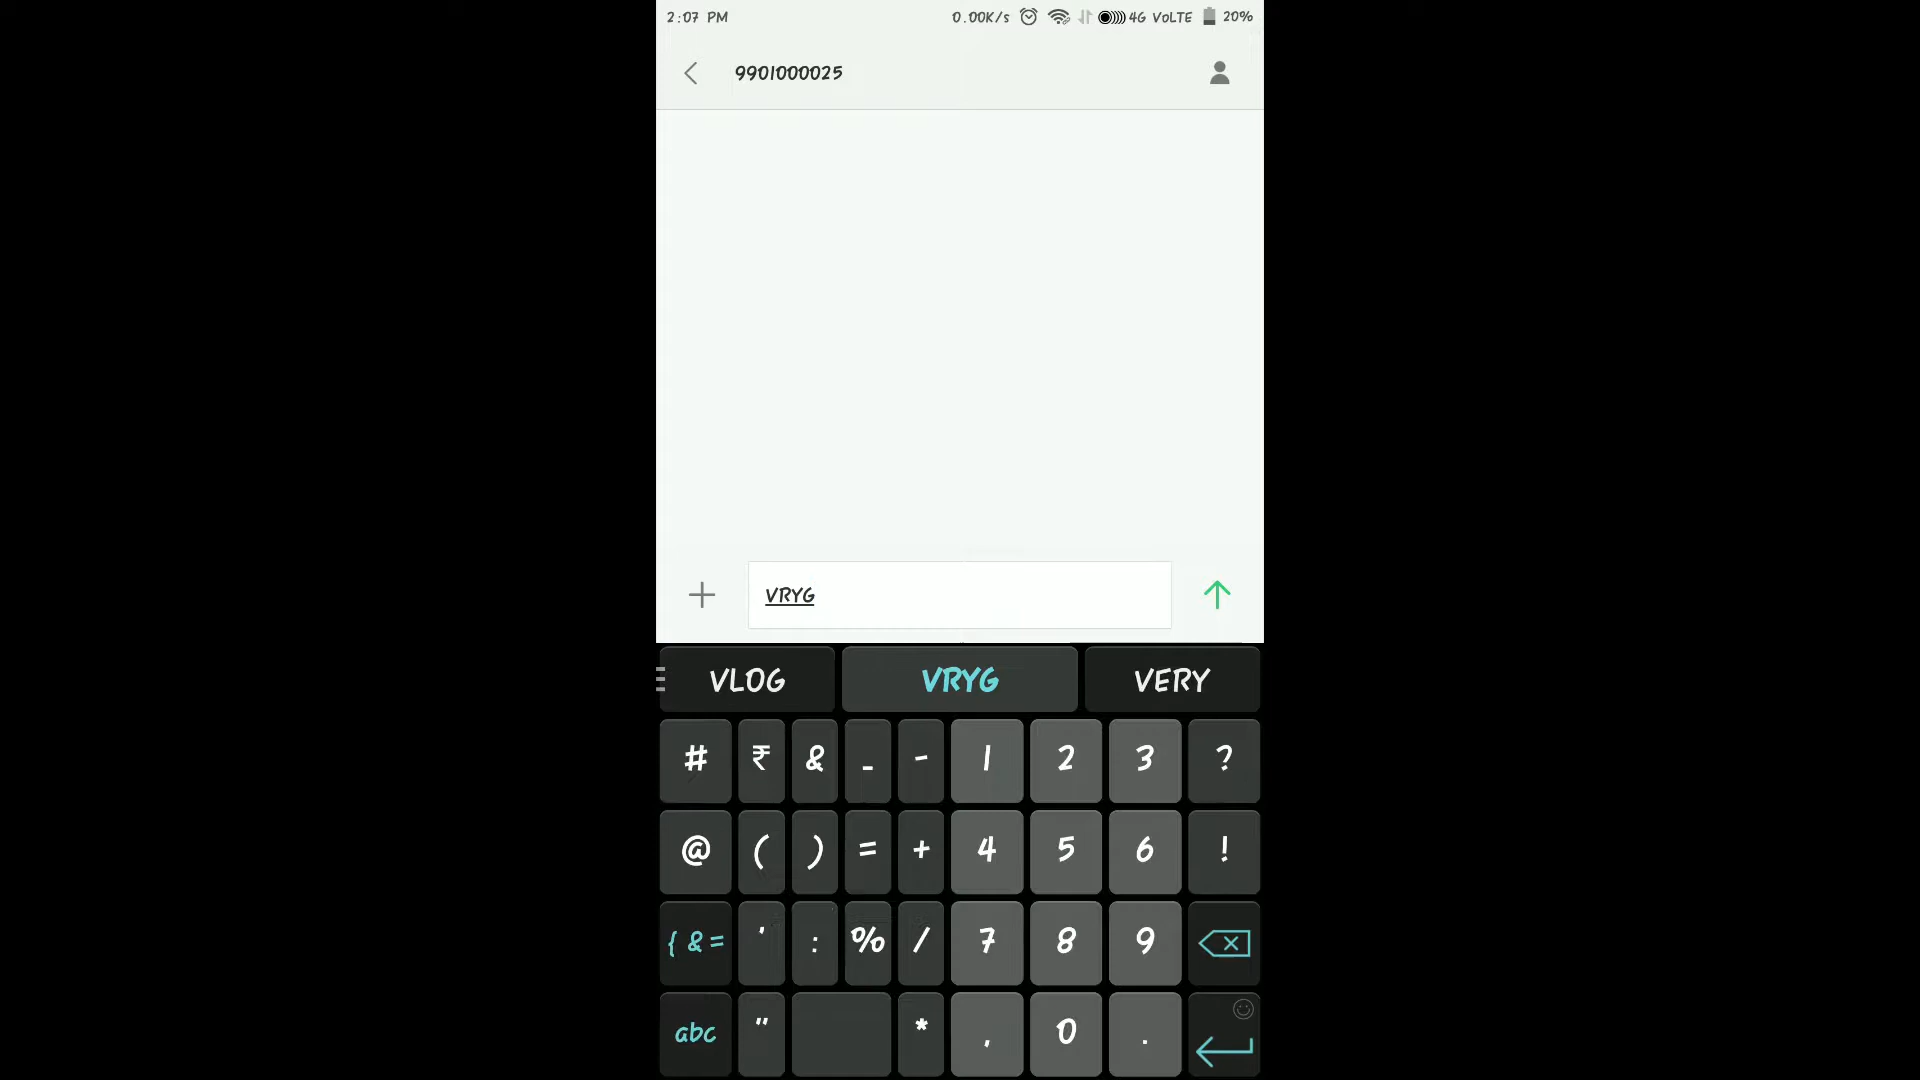 2:07 PM 0.00K/s 4G VoLTE 20%
9901000025
VRYG
VLOG VRYG VERY
# ₹ & _ - 1 2 3 ?
@ ( ) = + 4 5 6 !
{ & = ' : % / 7 8 9
abc " * , 0 .